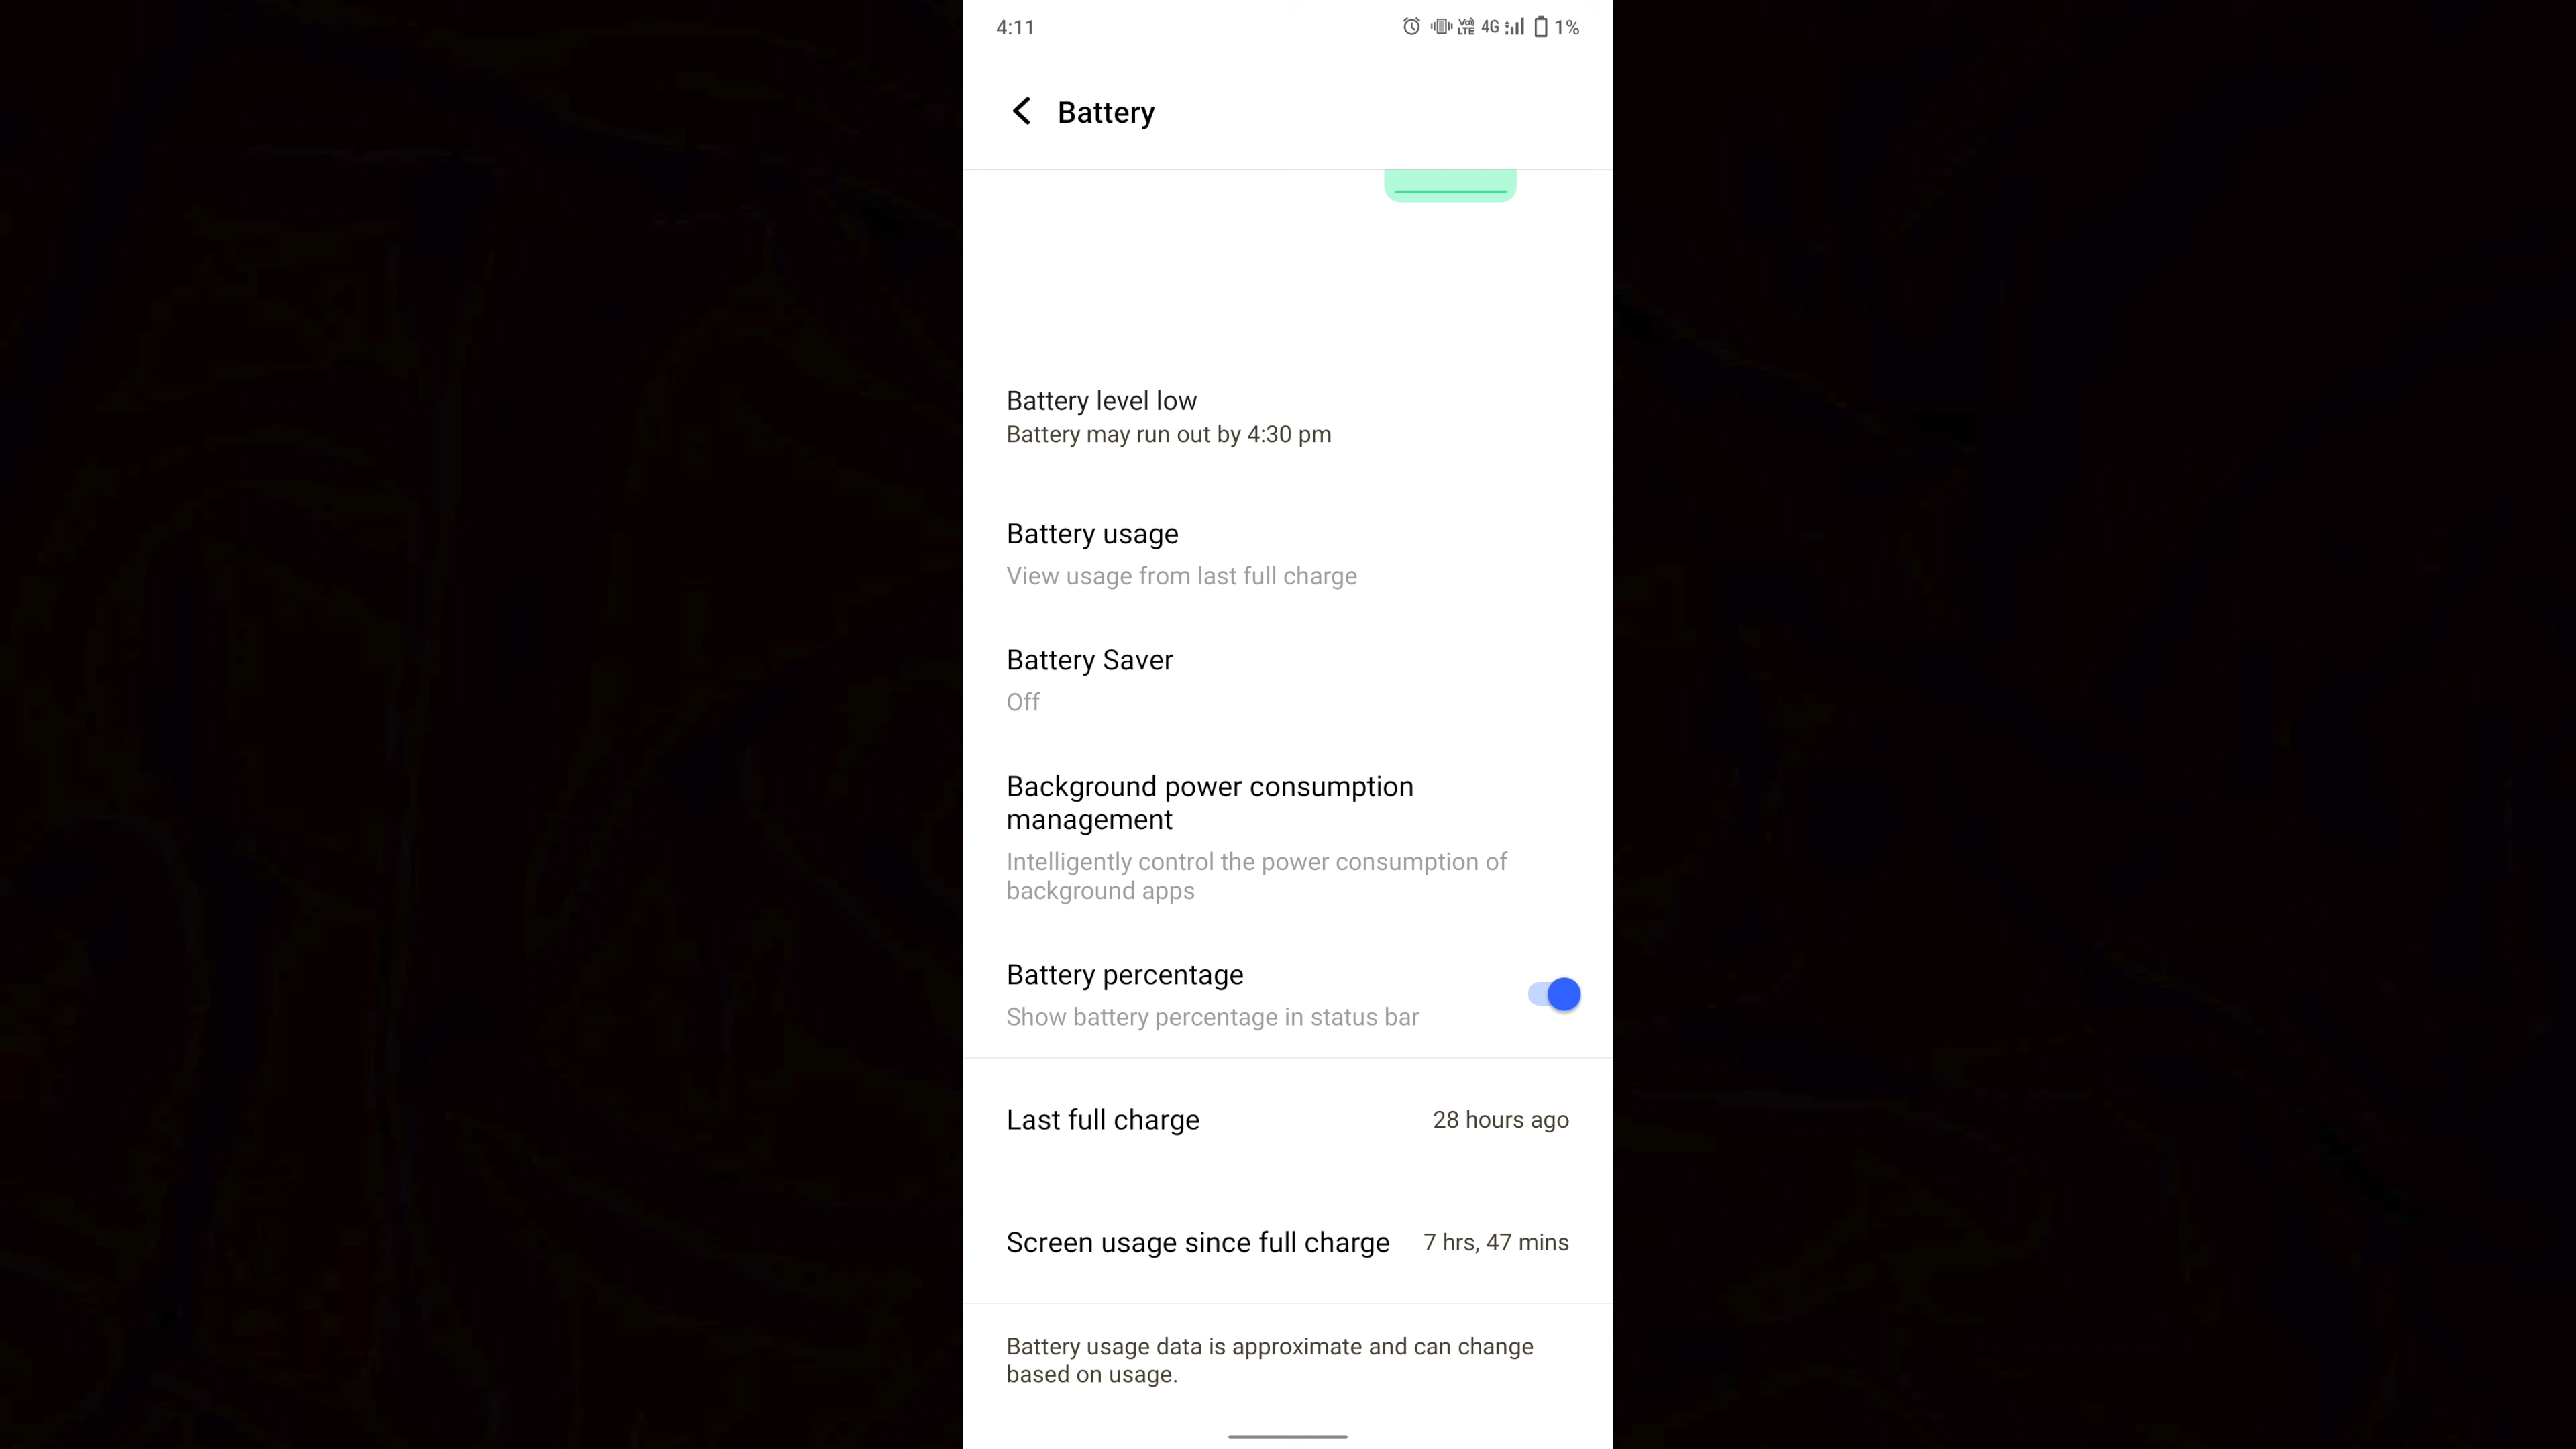 4:11
Vo) LTE 4G 1%
Battery
Battery level low
Battery may run out by 4:30 pm
Battery usage
View usage from last full charge
Battery Saver
Off
Background power consumption
management
Intelligently control the power consumption of
background apps
Battery percentage
Show battery percentage in status bar
Last full charge 28 hours ago
Screen usage since full charge 7 hrs, 47 mins
Battery usage data is approximate and can change
based on usage.